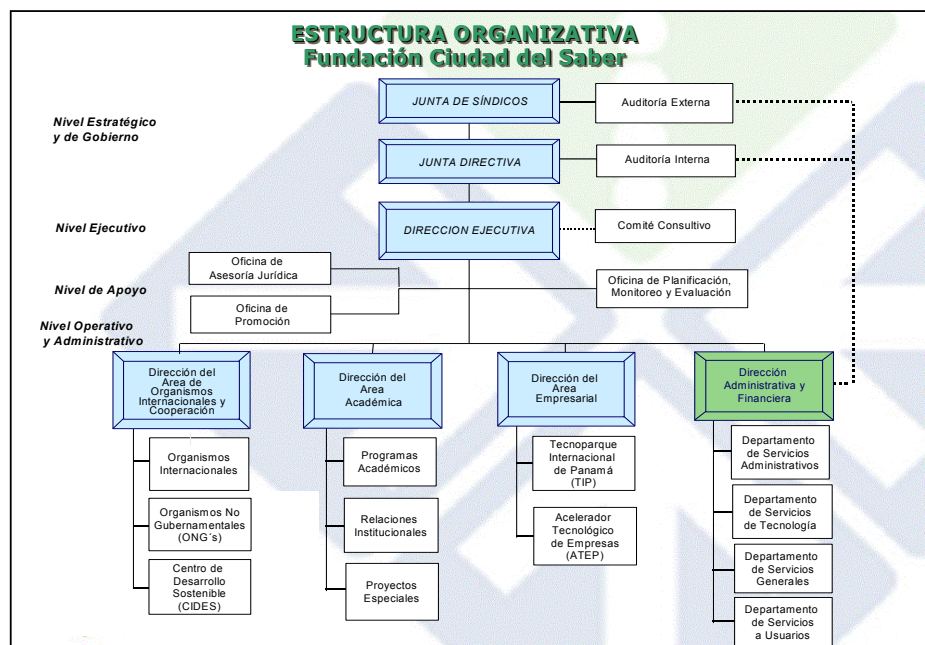 ESTRUCTURA ORGANIZATIVA
Fundación Ciudad del Saber
Nivel Estratégico
y de Gobierno
JUNTA DE SÍNDICOS
Auditoría Externa
JUNTA DIRECTIVA
Auditoría Interna
Nivel Ejecutivo
DIRECCION EJECUTIVA
Comité Consultivo
Nivel de Apoyo
Oficina de
Asesoría Jurídica
Oficina de
Promoción
Oficina de Planificación,
Monitoreo y Evaluación
Nivel Operativo
y Administrativo
Dirección del
Area de
Organismos
Internacionales y
Cooperación
Dirección del
Area
Académica
Dirección del
Area
Empresarial
Dirección
Administrativa y
Financiera
Organismos
Internacionales
Organismos No
Gubernamentales
(ONG´s)
Centro de
Desarrollo
Sostenible
(CIDES)
Programas
Académicos
Relaciones
Institucionales
Proyectos
Especiales
Tecnoparque
Internacional
de Panamá
(TIP)
Acelerador
Tecnológico
de Empresas
(ATEP)
Departamento
de Servicios
Administrativos
Departamento
de Servicios
de Tecnología
Departamento
de Servicios
Generales
Departamento
de Servicios
a Usuarios